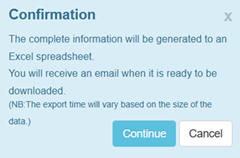 Confirmation x
The complete information will be generated to an
Excel spreadsheet.
You will receive an email when it is ready to be
downloaded.
(NB:The export time will vary based on the size of the
data.)
Continue Cancel